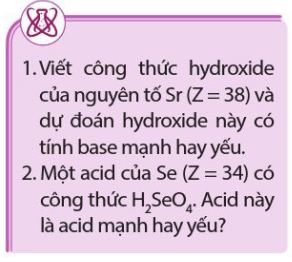 1. Viết công thức hydroxide
của nguyên tố Sr (Z = 38) và
dự đoán hydroxide này có
tính base mạnh hay yếu.
2. Một acid của Se (Z = 34) có
công thức H₂SeO₄. Acid này
là acid mạnh hay yếu?